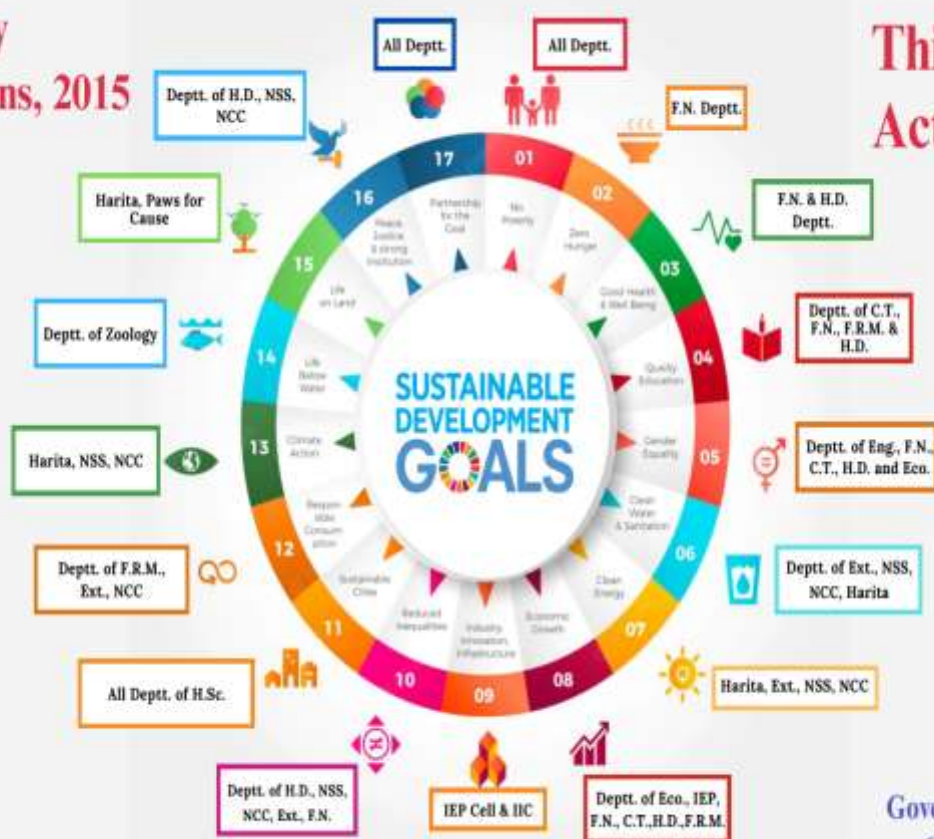 ns, 2015
All Deptt.
All Deptt.
Deptt. of H.D., NSS,
NCC
F.N. Deptt.
Harita, Paws for
Cause
F.N. & H.D.
Deptt.
Deptt. of Zoology
Deptt. of C.T.,
F.N., F.R.M. &
H.D.
Harita, NSS, NCC
Deptt. of Eng., F.N.,
C.T., H.D. and Eco.
Deptt. of F.R.M.,
Ext., NCC
Deptt. of Ext., NSS,
NCC, Harita
All Deptt. of H.Sc.
Harita, Ext., NSS, NCC
Deptt. of H.D., NSS,
NCC, Ext., F.N.
IEP Cell & IIC
Deptt. of Eco., IEP,
F.N., C.T.,H.D.,F.R.M.
01
No
Poverty
02
Zero
Hunger
03
Good Health
& Well Being
04
Quality
Education
05
Gender
Equality
06
Clean
Water
& Sanitation
07
Clean
Energy
08
Economic
Growth
09
Industry,
Innovation,
Infrastructure
10
Reduced
Inequalities
11
Sustainable
Cities
12
Respon-
sible
Consum-
ption
13
Climate
Action
14
Life
Below
Water
15
Life
on Land
16
Peace
Justice
& strong
Institution
17
Partnership
for the
Goal
SUSTAINABLE
DEVELOPMENT
GOALS